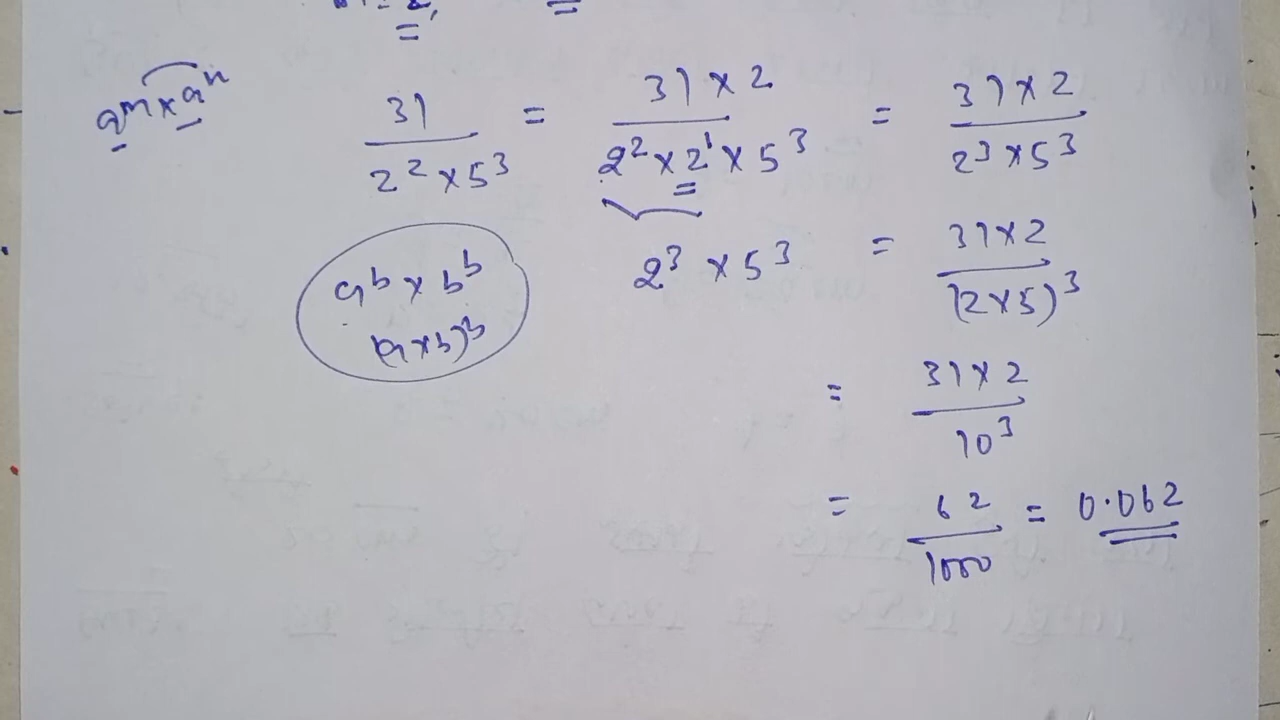 a^m × a^n
31 / (2^2 × 5^3) = (31 × 2) / (2^2 × 2^1 × 5^3) = (31 × 2) / (2^3 × 5^3)
2^3 × 5^3 = (31 × 2) / (2 × 5)^3
a^b × b^b
(a × b)^b
= (31 × 2) / 10^3
= 62 / 1000 = 0.062